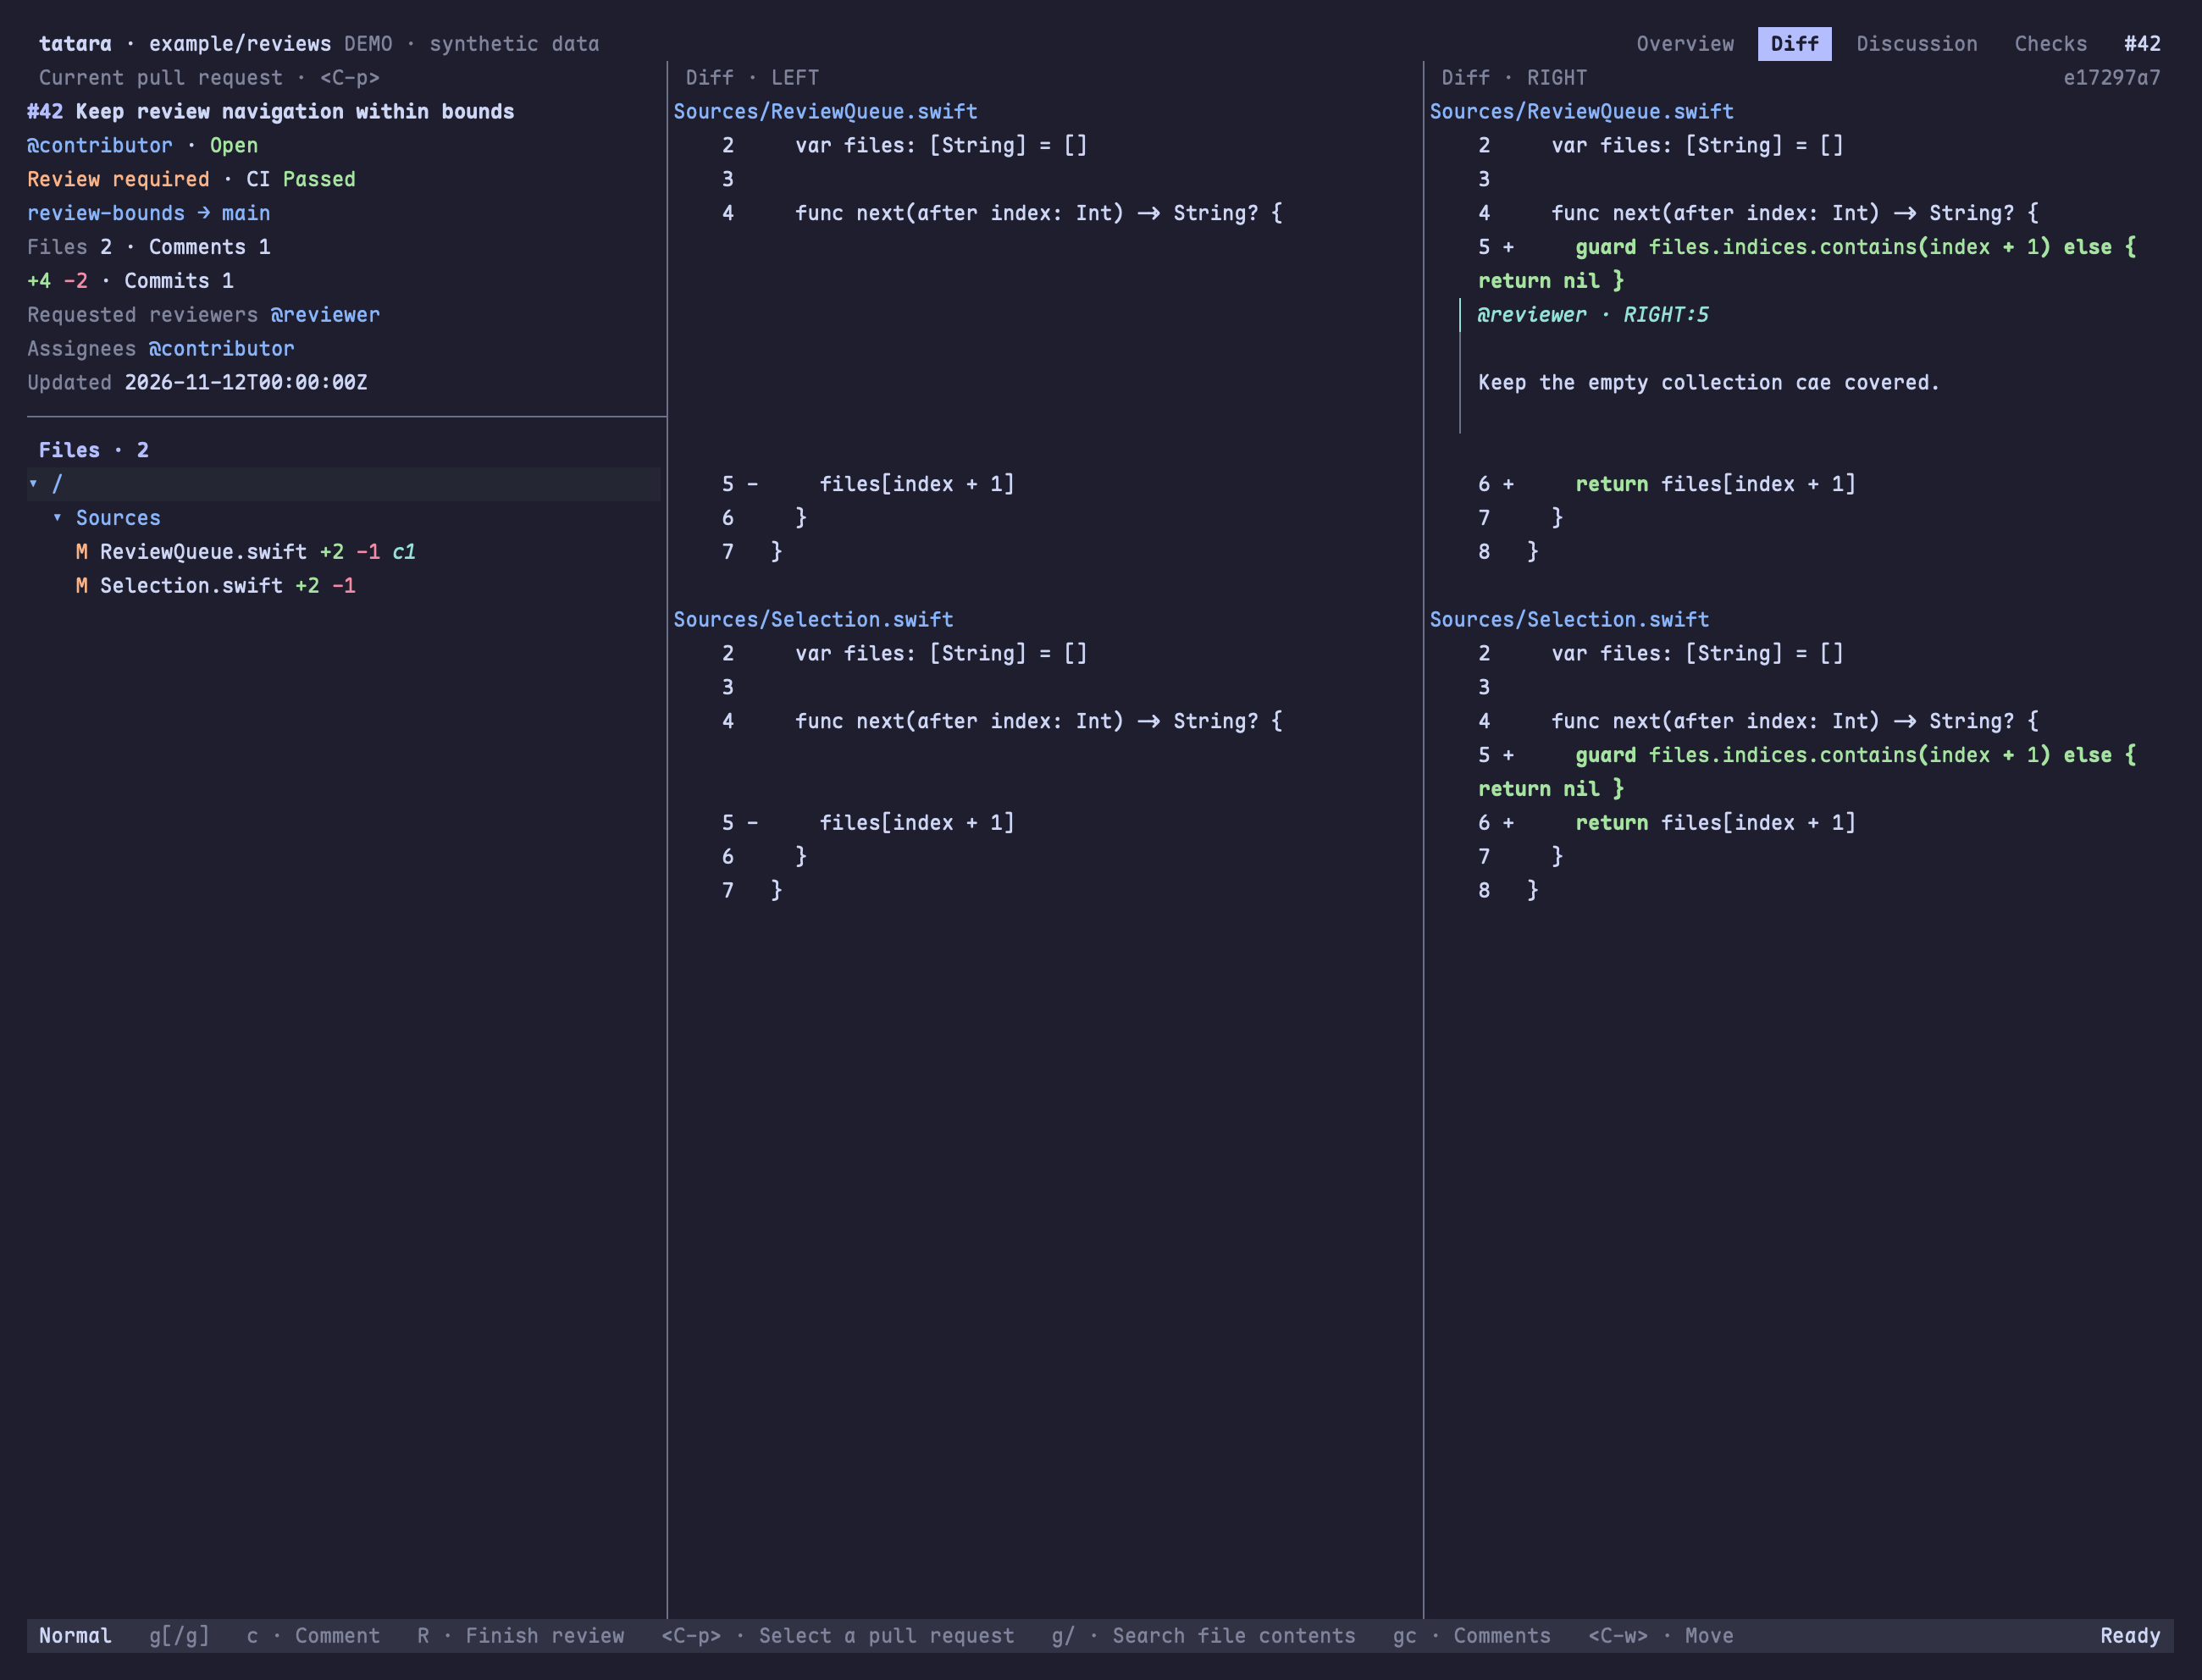 tatara · example/reviews DEMO · synthetic data
Overview Diff Discussion Checks #42
Current pull request · <C-p>
#42 Keep review navigation within bounds
@contributor · Open
Review required · CI Passed
review-bounds → main
Files 2 · Comments 1
+4 -2 · Commits 1
Requested reviewers @reviewer
Assignees @contributor
Updated 2026-11-12T00:00:00Z
Files · 2
▾ /
▾ Sources
M ReviewQueue.swift +2 -1 c1
M Selection.swift +2 -1
Diff · LEFT
Sources/ReviewQueue.swift
2     var files: [String] = []
3
4     func next(after index: Int) -> String? {
5 -     files[index + 1]
6     }
7   }
Sources/Selection.swift
2     var files: [String] = []
3
4     func next(after index: Int) -> String? {
5 -     files[index + 1]
6     }
7   }
Diff · RIGHT e17297a7
Sources/ReviewQueue.swift
2     var files: [String] = []
3
4     func next(after index: Int) -> String? {
5 +     guard files.indices.contains(index + 1) else {
return nil }
@reviewer · RIGHT:5
Keep the empty collection cae covered.
6 +     return files[index + 1]
7     }
8   }
Sources/Selection.swift
2     var files: [String] = []
3
4     func next(after index: Int) -> String? {
5 +     guard files.indices.contains(index + 1) else {
return nil }
6 +     return files[index + 1]
7     }
8   }
Normal g[/g] c · Comment R · Finish review <C-p> · Select a pull request g/ · Search file contents gc · Comments <C-w> · Move Ready